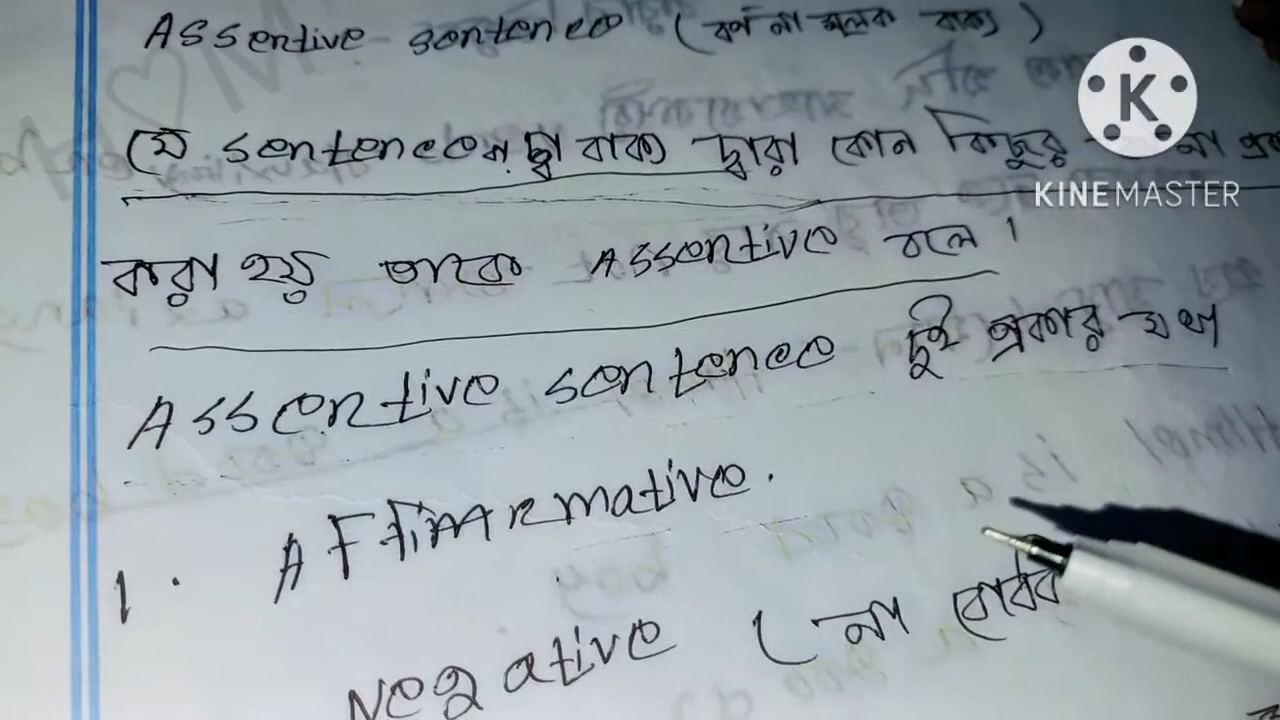 Assertive sentence (বর্ণনামূলক বাক্য)
যে sentence বা বাক্য দ্বারা কোন কিছুর
করা হয় তাকে Assertive বলে।
Assertive sentence দুই প্রকার যথা
1. Affirmative.
Negative (না বোধক
K
KINEMASTER